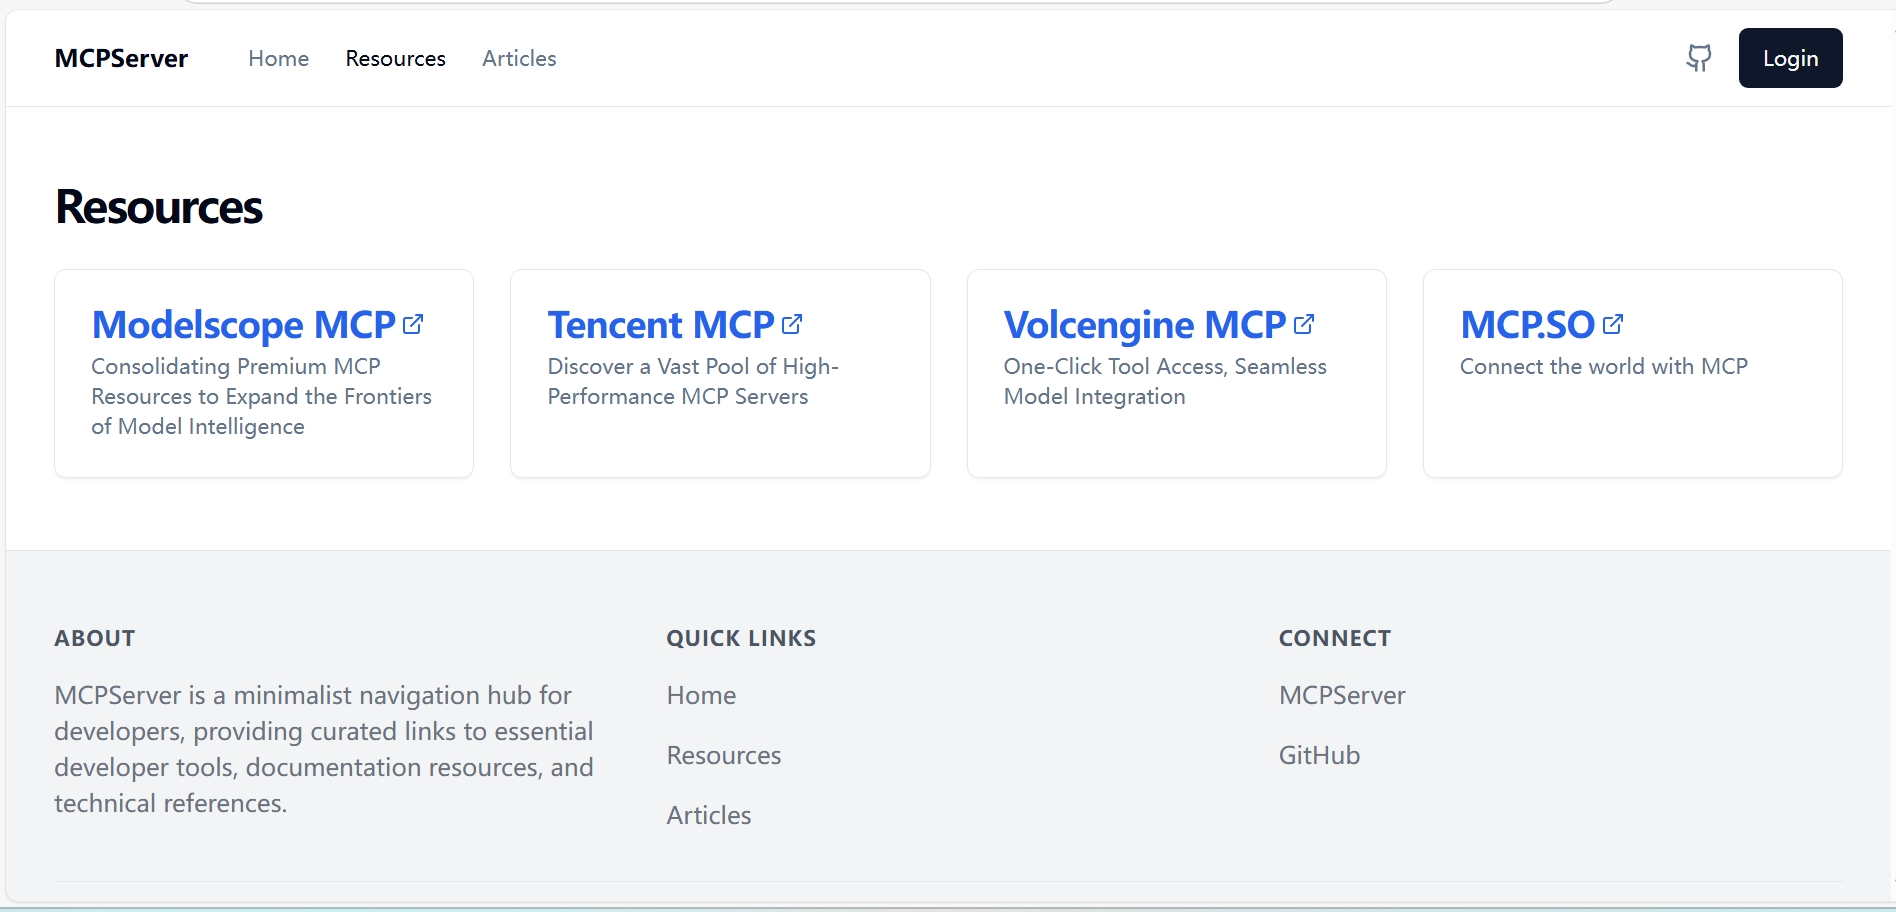 MCPServer Home Resources Articles Login
Resources
Modelscope MCP
Consolidating Premium MCP
Resources to Expand the Frontiers
of Model Intelligence
Tencent MCP
Discover a Vast Pool of High-
Performance MCP Servers
Volcengine MCP
One-Click Tool Access, Seamless
Model Integration
MCP.SO
Connect the world with MCP
ABOUT
MCPServer is a minimalist navigation hub for
developers, providing curated links to essential
developer tools, documentation resources, and
technical references.
QUICK LINKS
Home
Resources
Articles
CONNECT
MCPServer
GitHub